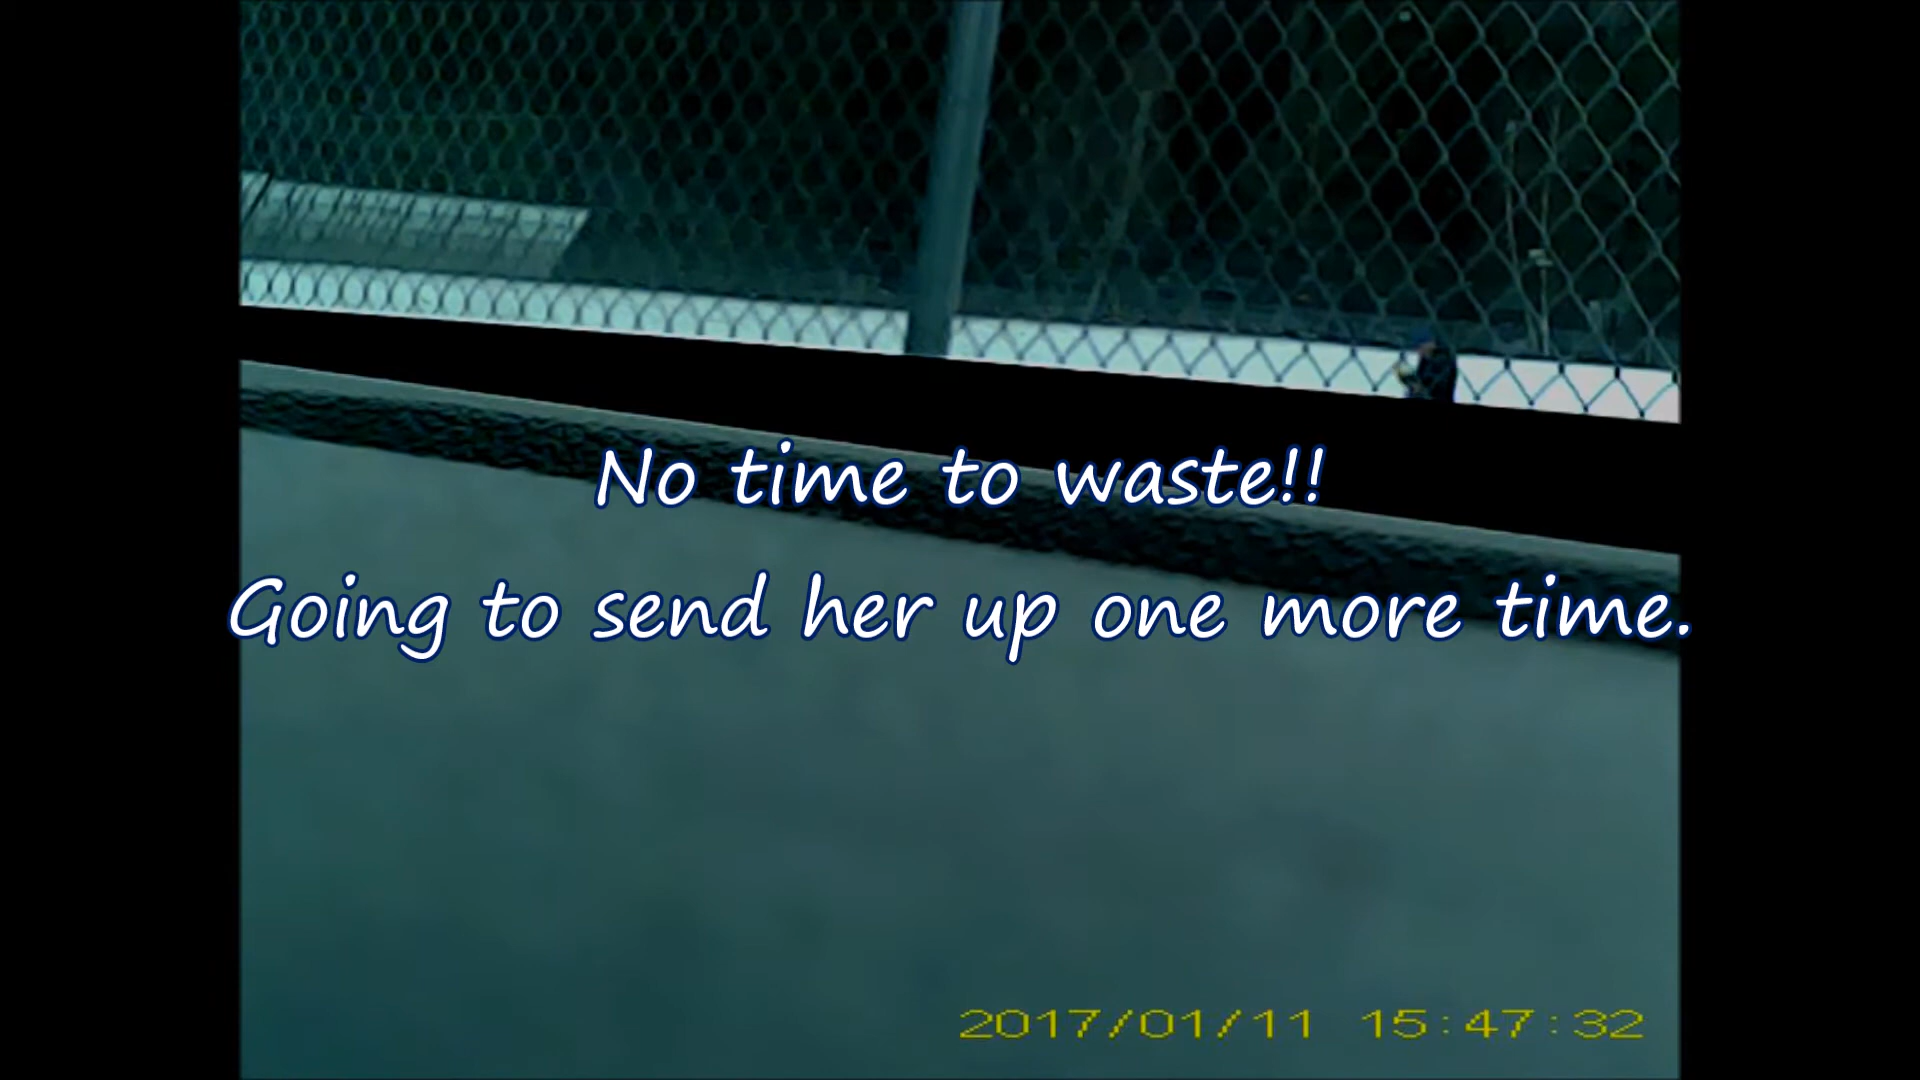 No time to waste!!
Going to send her up one more time.
2017/01/11 15:47:32